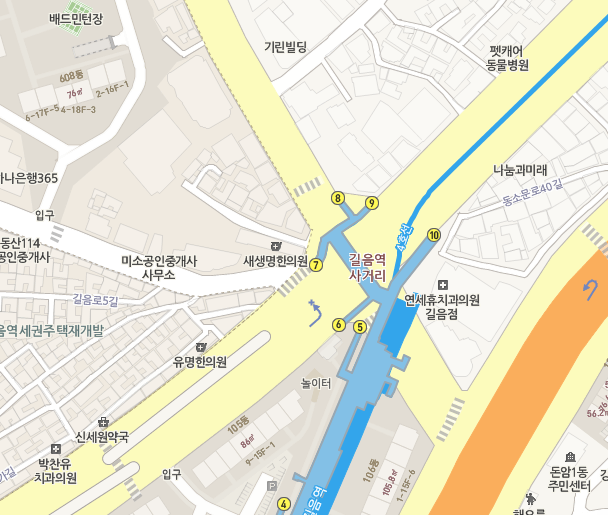 배드민턴장
기린빌딩
펫캐어
동물병원
608동
76㎡
2-16F-1
6-17F-5
4-18F-3
나눔과미래
동소문로40길
하나은행365
입구
8
9
10
4호선
동산114
공인중개사
미소공인중개사
사무소
새생명한의원
7
길음역
사거리
연세휴치과의원
길음점
길음로5길
6
5
음역세권주택재개발
유명한의원
놀이터
105동
86㎡
9-15F-1
신세원약국
박찬유
치과의원
입구
P
4
길음역
106동
105.8㎡
1-15F-6
돈암1동
주민센터